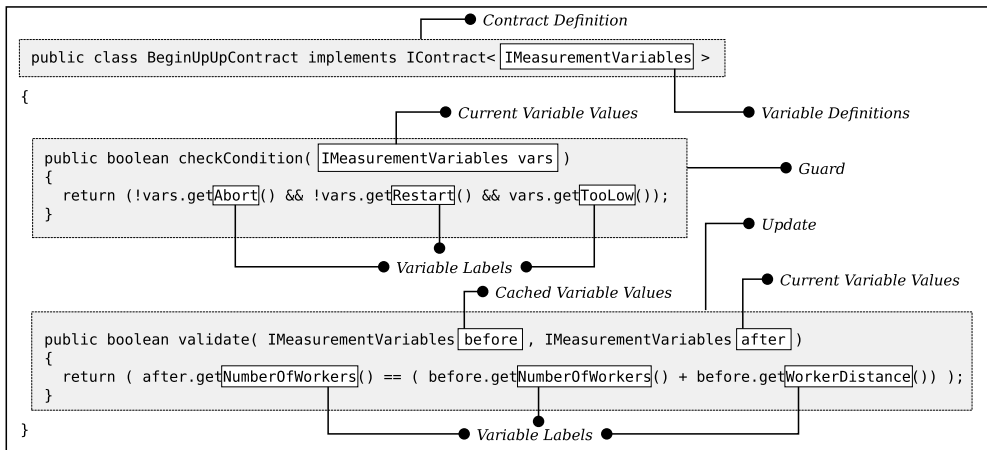 Contract Definition
public class BeginUpUpContract implements IContract< IMeasurementVariables >
{
Current Variable Values
Variable Definitions
public boolean checkCondition( IMeasurementVariables vars )
{
Guard
return (!vars.getAbort() && !vars.getRestart() && vars.getTooLow());
}
Update
Variable Labels
Current Variable Values
Cached Variable Values
public boolean validate( IMeasurementVariables before , IMeasurementVariables after )
{
return ( after.getNumberOfWorkers() == ( before.getNumberOfWorkers() + before.getWorkerDistance()) );
}
}
Variable Labels